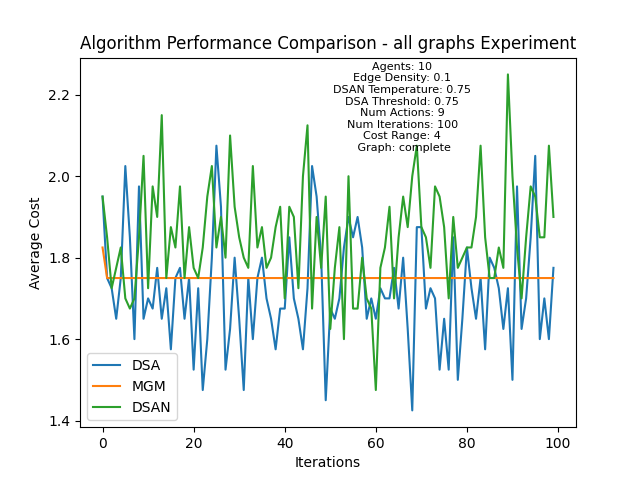 Algorithm Performance Comparison - all graphs Experiment
Agents: 10
Edge Density: 0.1
DSAN Temperature: 0.75
DSA Threshold: 0.75
Num Actions: 9
Num Iterations: 100
Cost Range: 4
Graph: complete
2.2
2.0
1.8
1.6
1.4
Average Cost
DSA
MGM
DSAN
0 20 40 60 80 100
Iterations